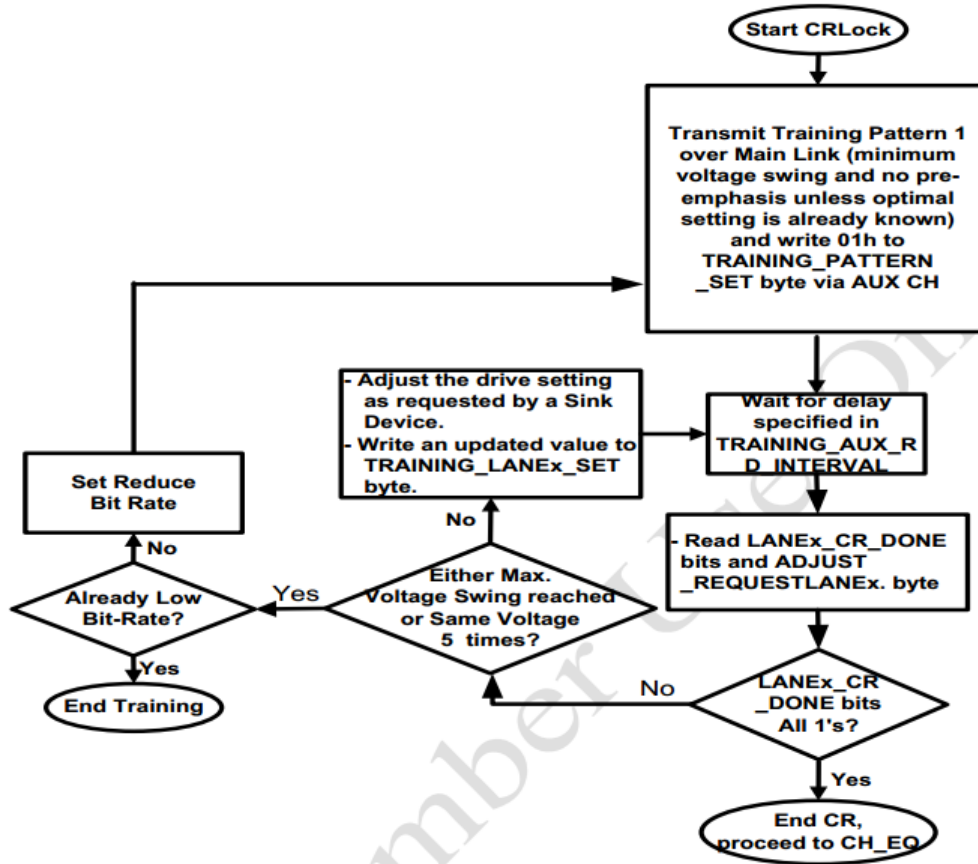 Start CRLock
Transmit Training Pattern 1
over Main Link (minimum
voltage swing and no pre-
emphasis unless optimal
setting is already known)
and write 01h to
TRAINING_PATTERN
_SET byte via AUX CH
- Adjust the drive setting
as requested by a Sink
Device.
- Write an updated value to
TRAINING_LANEx_SET
byte.
Wait for delay
specified in
TRAINING_AUX_R
D_INTERVAL
Set Reduce
Bit Rate
No
No
- Read LANEx_CR_DONE
bits and ADJUST
_REQUESTLANEx. byte
Already Low
Bit-Rate?
Yes
Either Max.
Voltage Swing reached
or Same Voltage
5 times?
Yes
End Training
No
LANEx_CR
_DONE bits
All 1's?
Yes
End CR,
proceed to CH_EQ
mber Use On